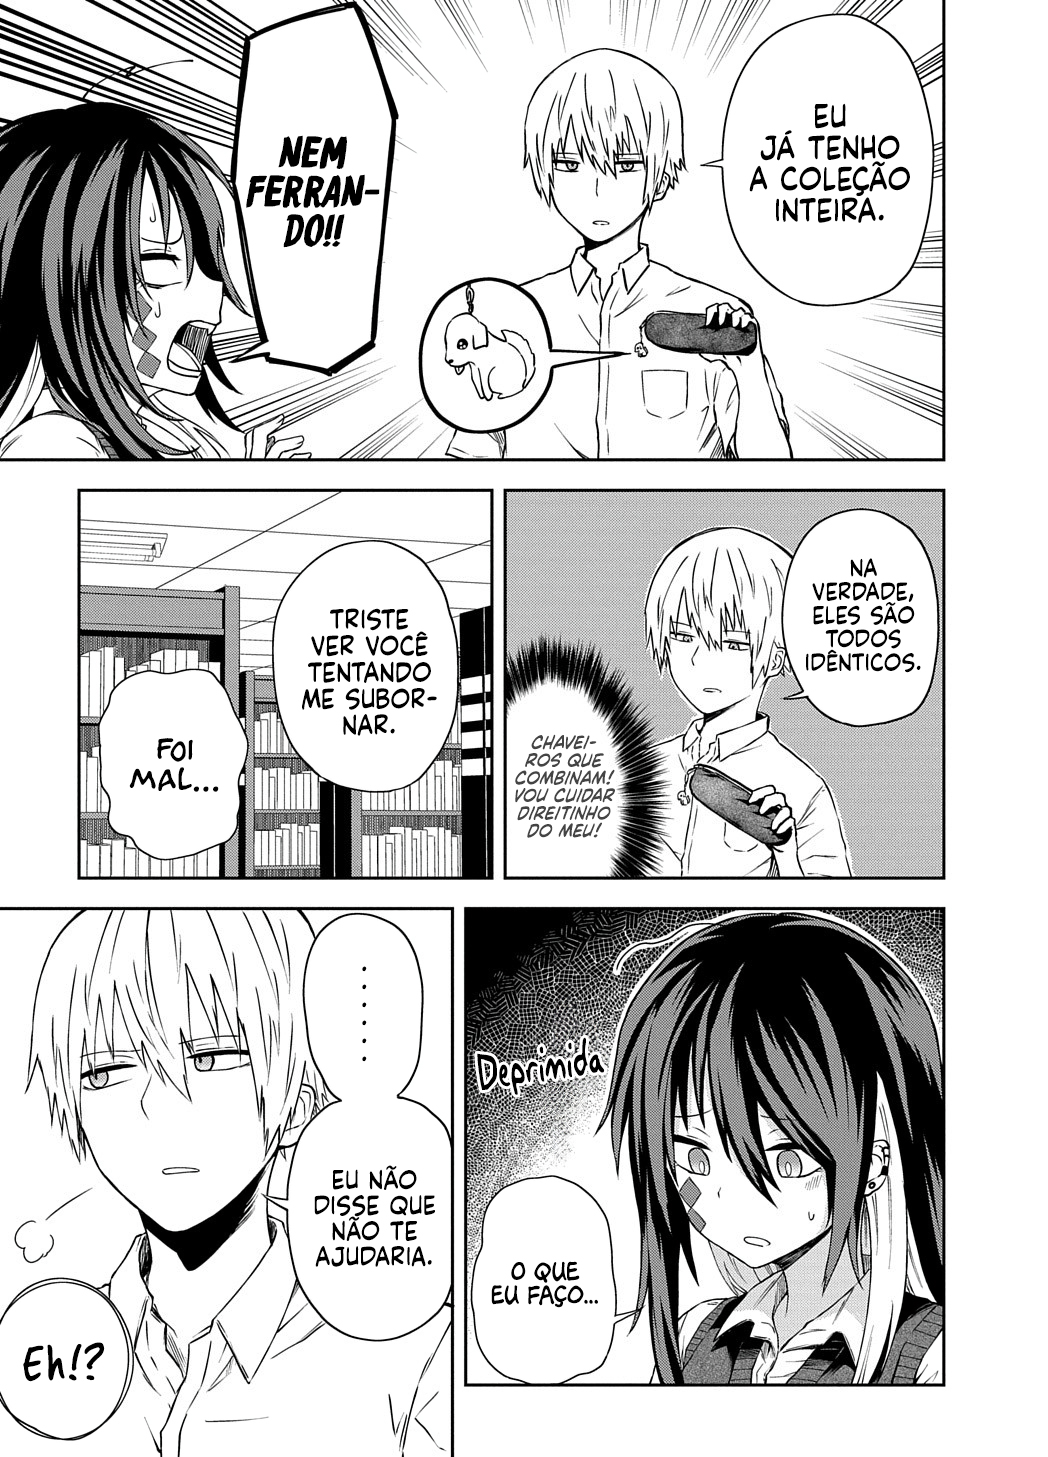 EU
JÁ TENHO
A COLEÇÃO
INTEIRA.
NEM
FERRAN-
DO!!
NA
VERDADE,
ELES SÃO
TODOS
IDÊNTICOS.
CHAVEI-
ROS QUE
COMBINAM!
VOU CUIDAR
DIREITINHO
DO MEU!
TRISTE
VER VOCÊ
TENTANDO
ME SUBOR-
NAR.
FOI
MAL...
Deprimida
O QUE
EU FAÇO...
.......
EU NÃO
DISSE QUE
NÃO TE
AJUDARIA.
Eh!?